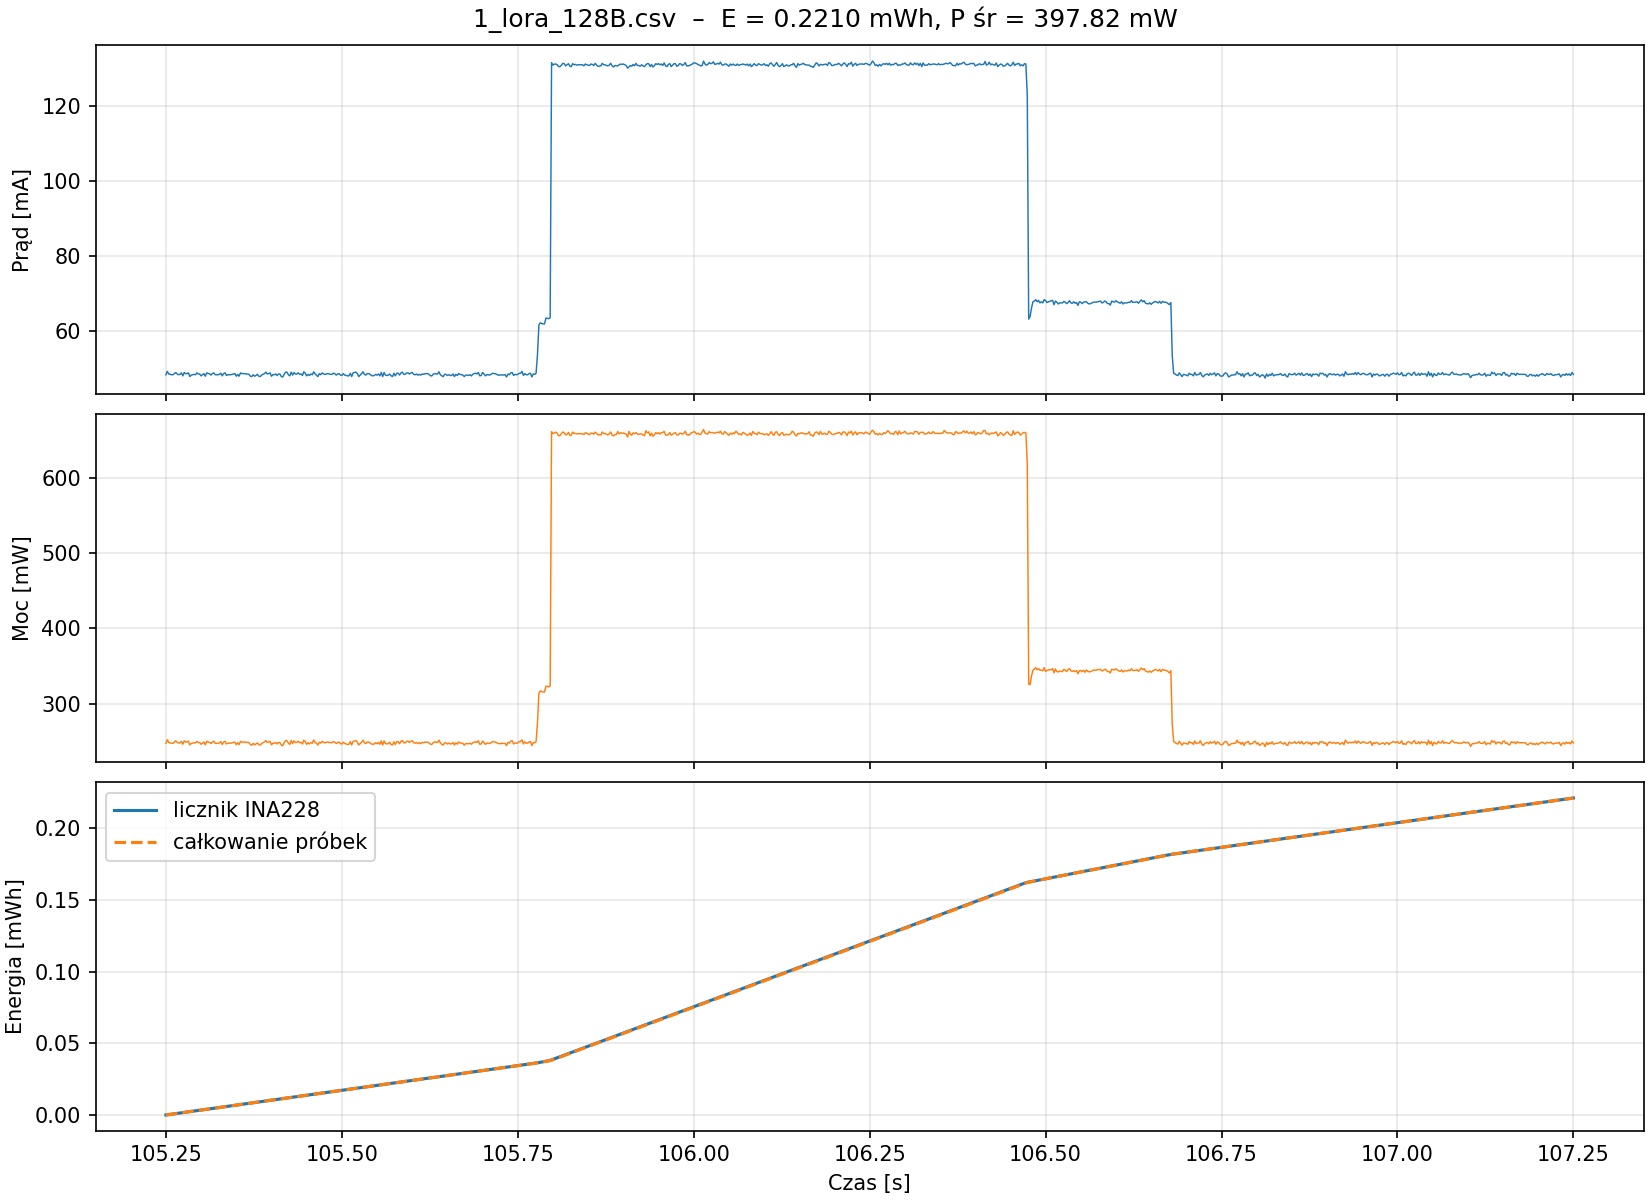 1_lora_128B.csv – E = 0.2210 mWh, P śr = 397.82 mW
Prąd [mA]
120
100
80
60
Moc [mW]
600
500
400
300
Energia [mWh]
0.20
0.15
0.10
0.05
0.00
licznik INA228
całkowanie próbek
105.25 105.50 105.75 106.00 106.25 106.50 106.75 107.00 107.25
Czas [s]